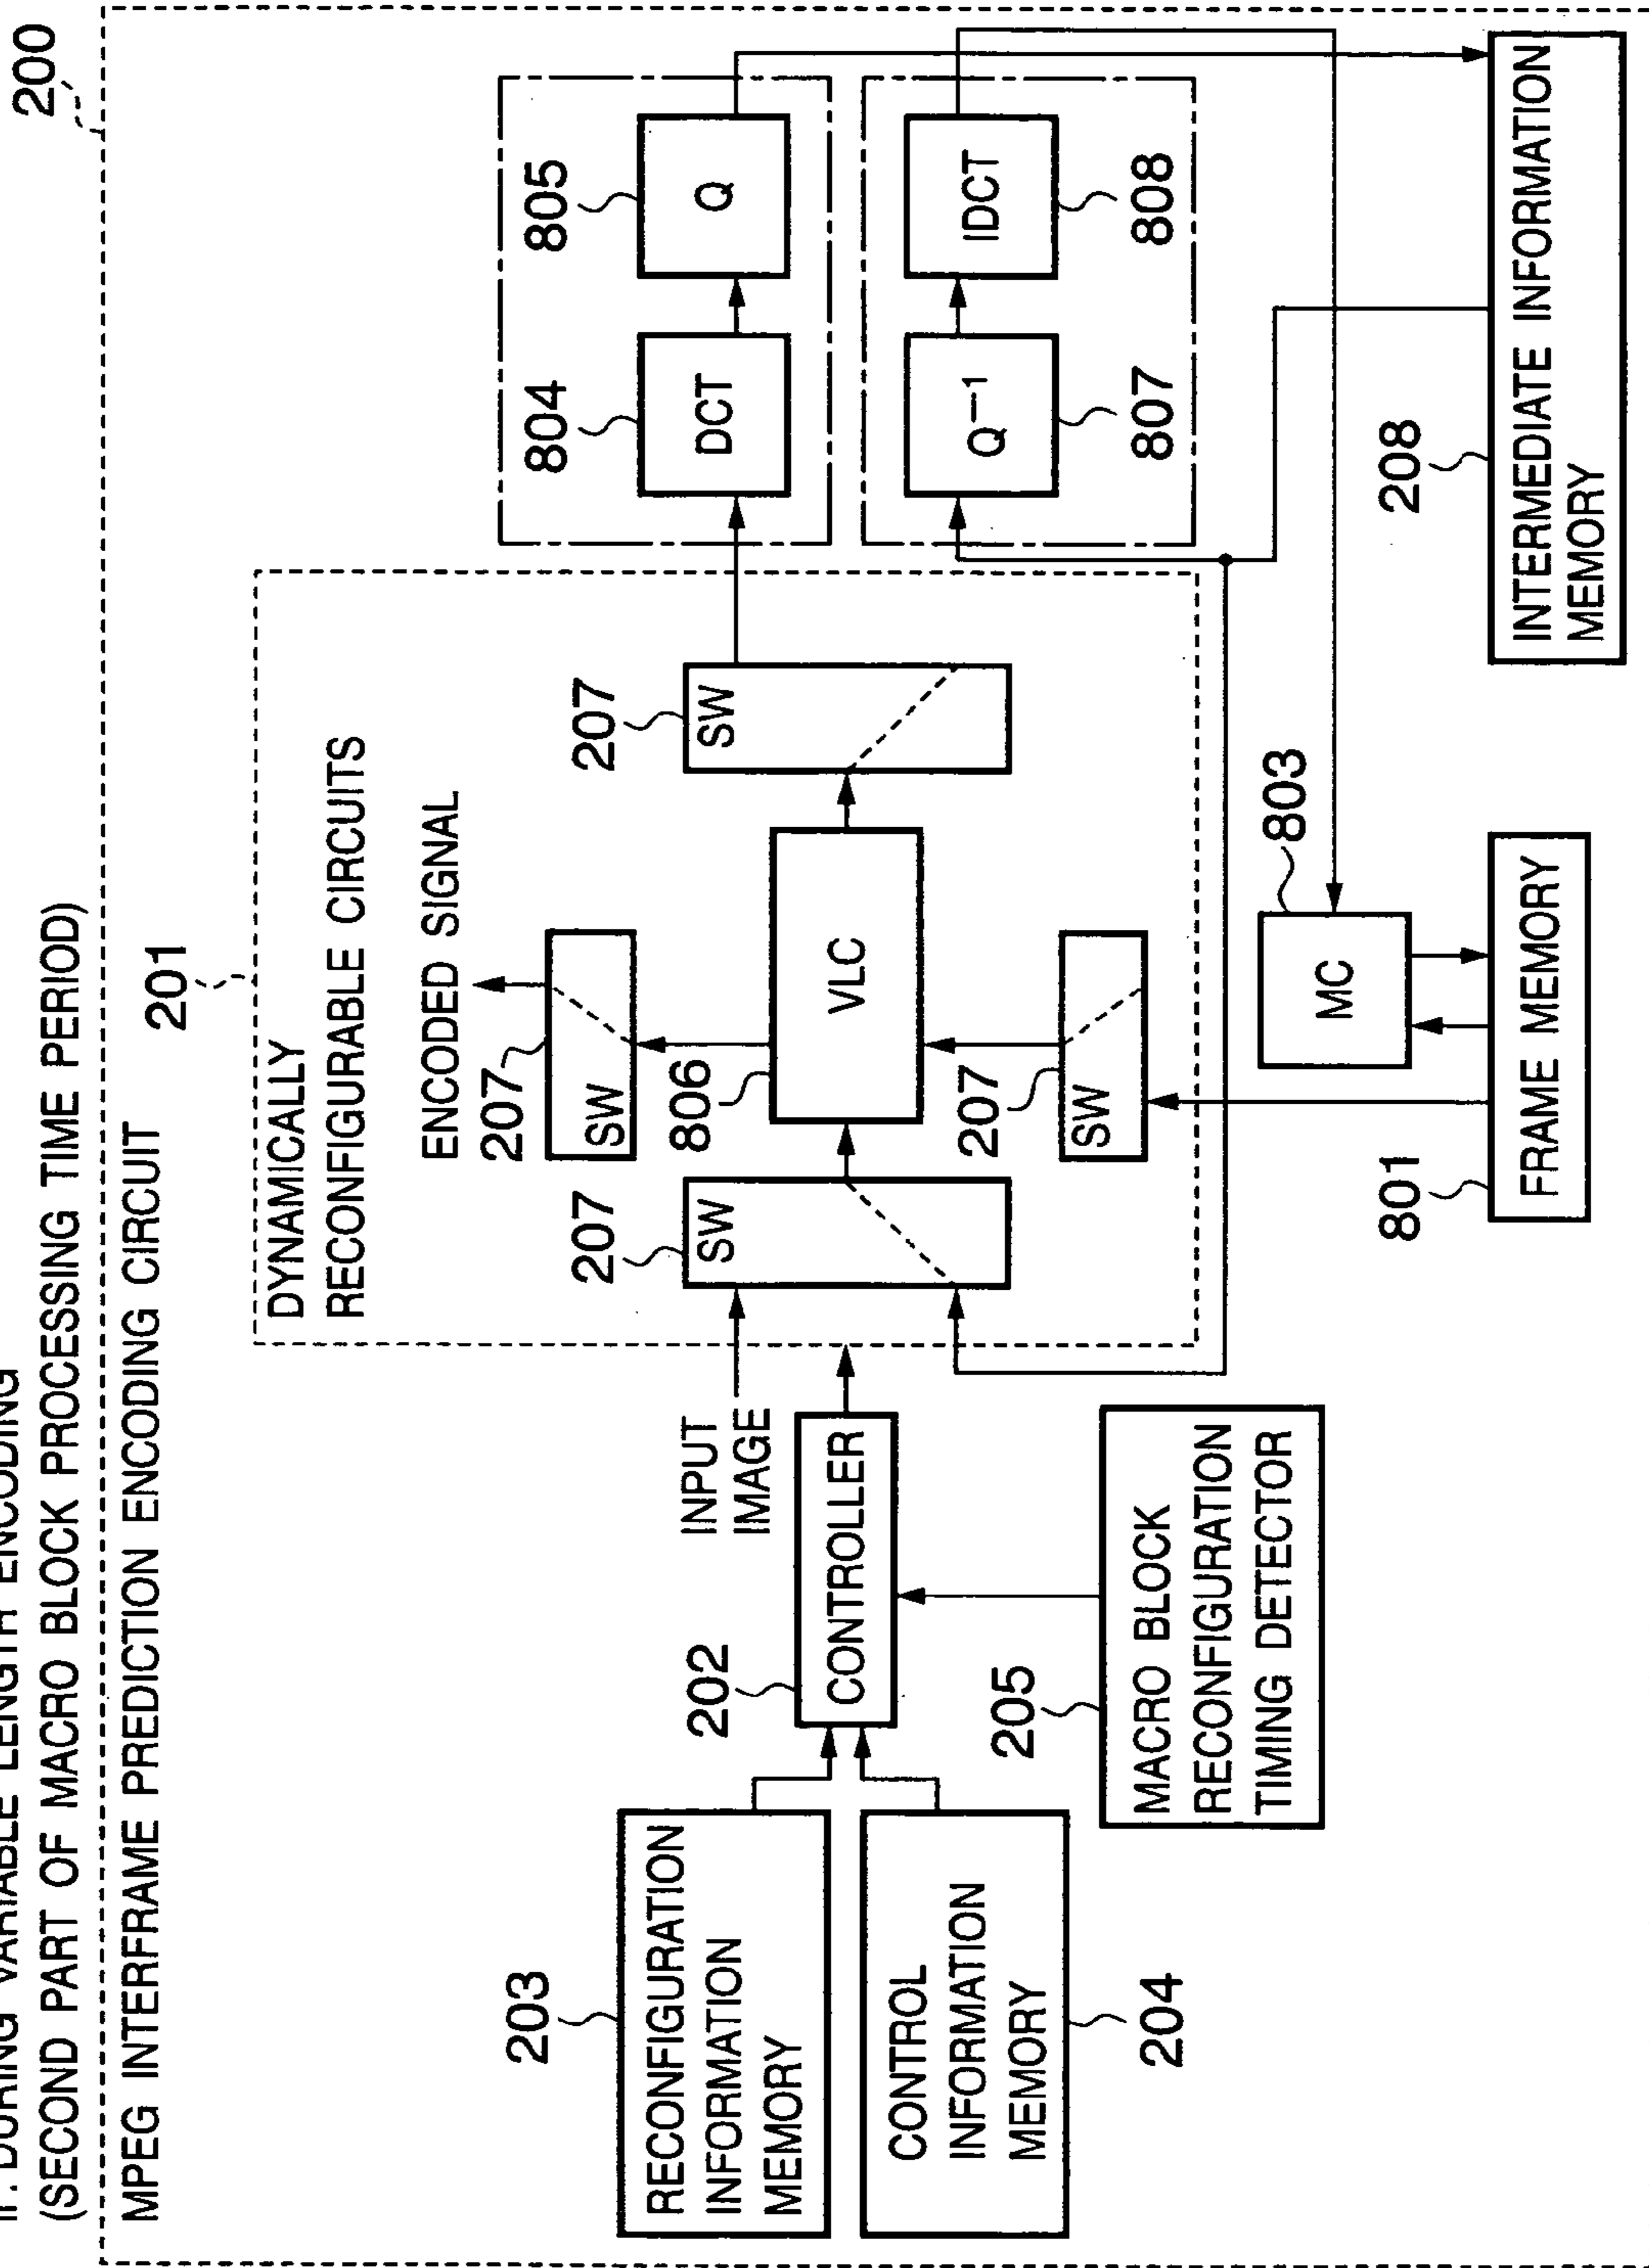 DURING VARIABLE LENGTH ENCODING
(SECOND PART OF MACRO BLOCK PROCESSING TIME PERIOD)
200
MPEG INTERFRAME PREDICTION ENCODING CIRCUIT
201
DYNAMICALLY
RECONFIGURABLE CIRCUITS
ENCODED SIGNAL
207
SW
806
VLC
207
SW
207
SW
207
SW
INPUT
IMAGE
202
CONTROLLER
203
RECONFIGURATION
INFORMATION
MEMORY
CONTROL
INFORMATION
MEMORY
204
205
MACRO BLOCK
RECONFIGURATION
TIMING DETECTOR
804
DCT
805
Q
Q⁻¹
807
IDCT
808
803
MC
801
FRAME MEMORY
208
INTERMEDIATE INFORMATION
MEMORY